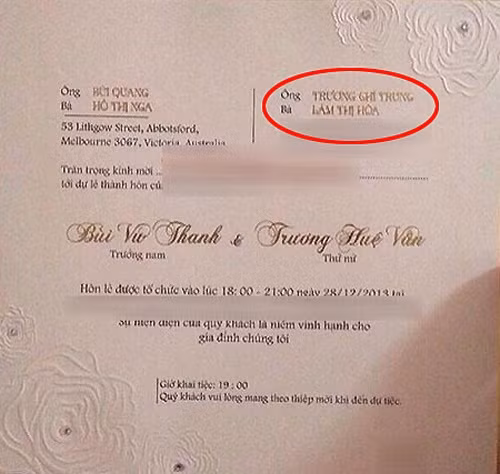 Ông BÙI QUANG
Bà HỒ THỊ NGA
53 Lithgow Street, Abbotsford,
Melbourne 3067, Victoria, Australia
Ông TRƯƠNG GHÍ TRUNG
Bà LÂM THỊ HÒA
Trân trọng kính mời ..
tới dự lễ thành hôn củ
Bùi Vũ Thanh & Trương Huệ Vân
Trưởng nam Thứ nữ
Hôn lễ được tổ chức vào lúc 18: 00 - 21:00 ngày 28/12/2013 tại
Sự hiện diện của quý khách là niềm vinh hạnh cho
gia đình chúng tôi
Giờ khai tiệc: 19 : 00
Quý khách vui lòng mang theo thiệp mời khi đến dự tiệc.